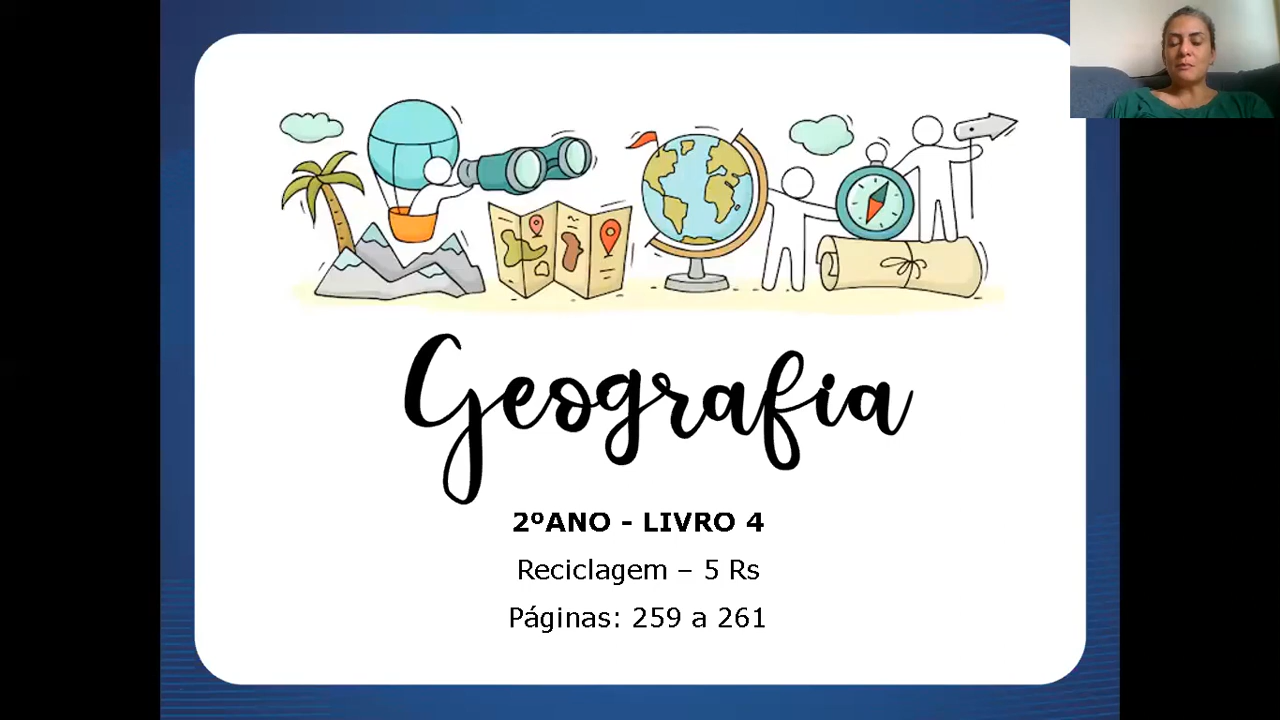 Geografia
2ºANO - LIVRO 4
Reciclagem – 5 Rs
Páginas: 259 a 261